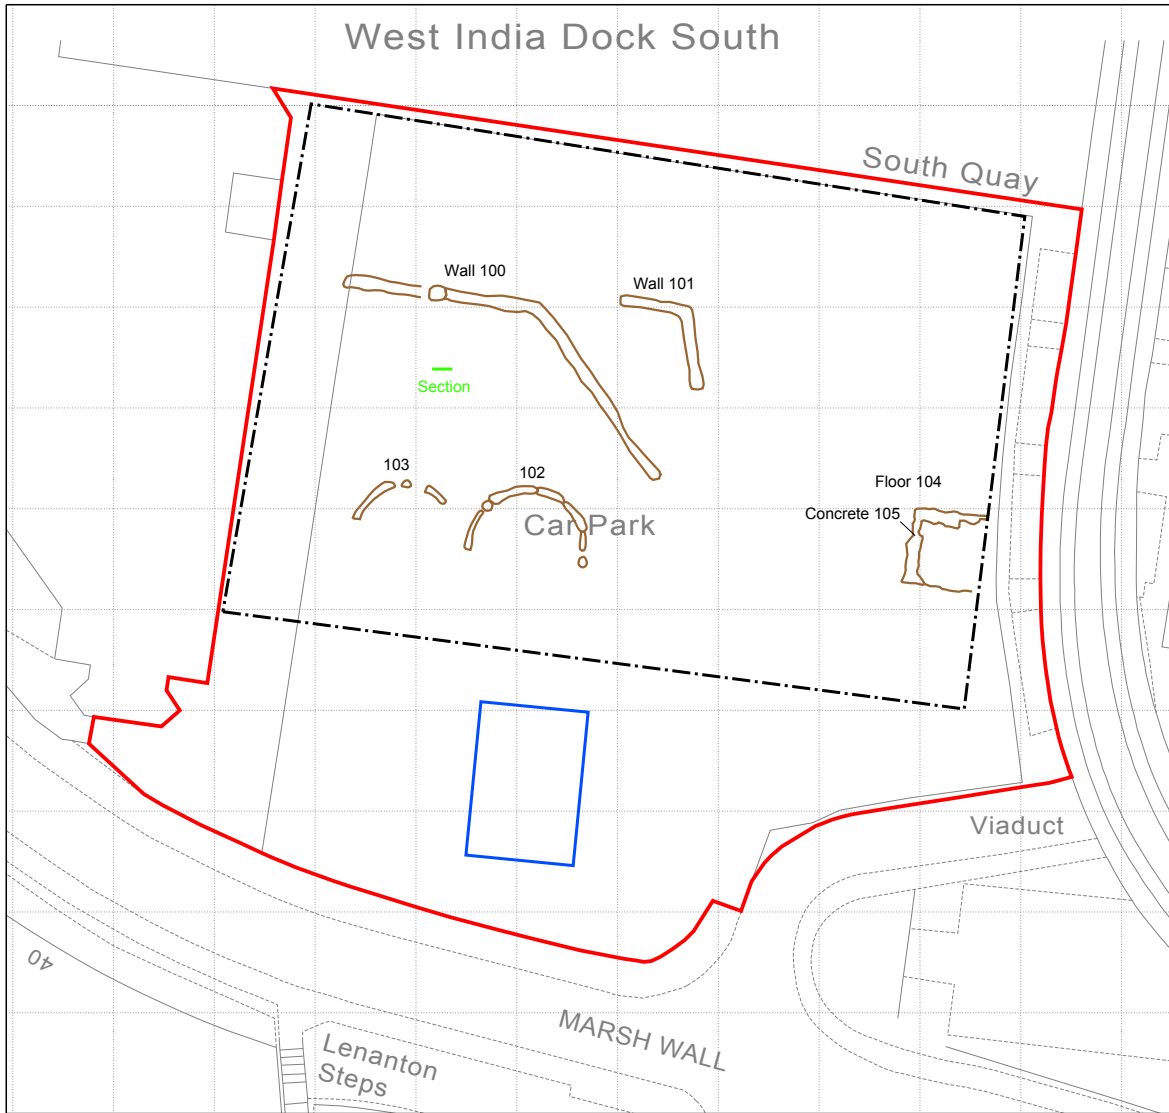 West India Dock South
South Quay
Wall 100
Wall 101
Section
103
102
Floor 104
Concrete 105
Car Park
Viaduct
40
MARSH WALL
Lenanton
Steps